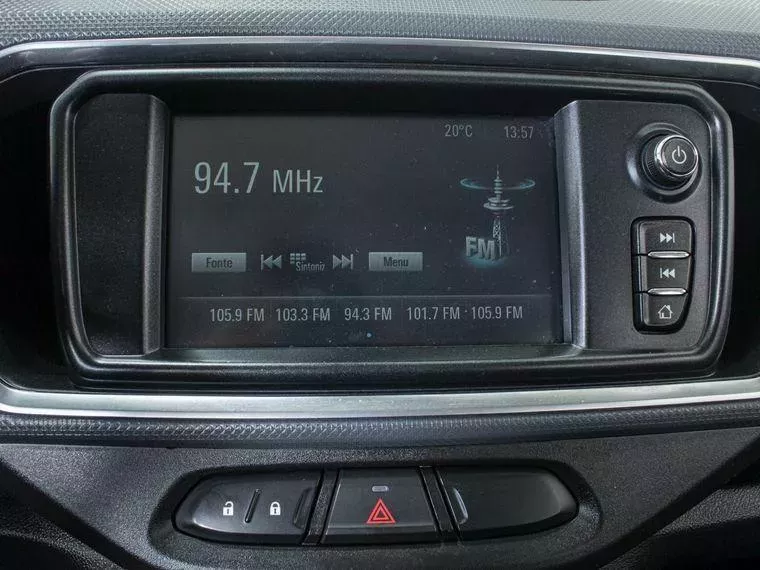 20°C 13:57
94.7 MHz
FM
Fonte Sintoniz Menu
105.9 FM 103.3 FM 94.3 FM 101.7 FM 105.9 FM